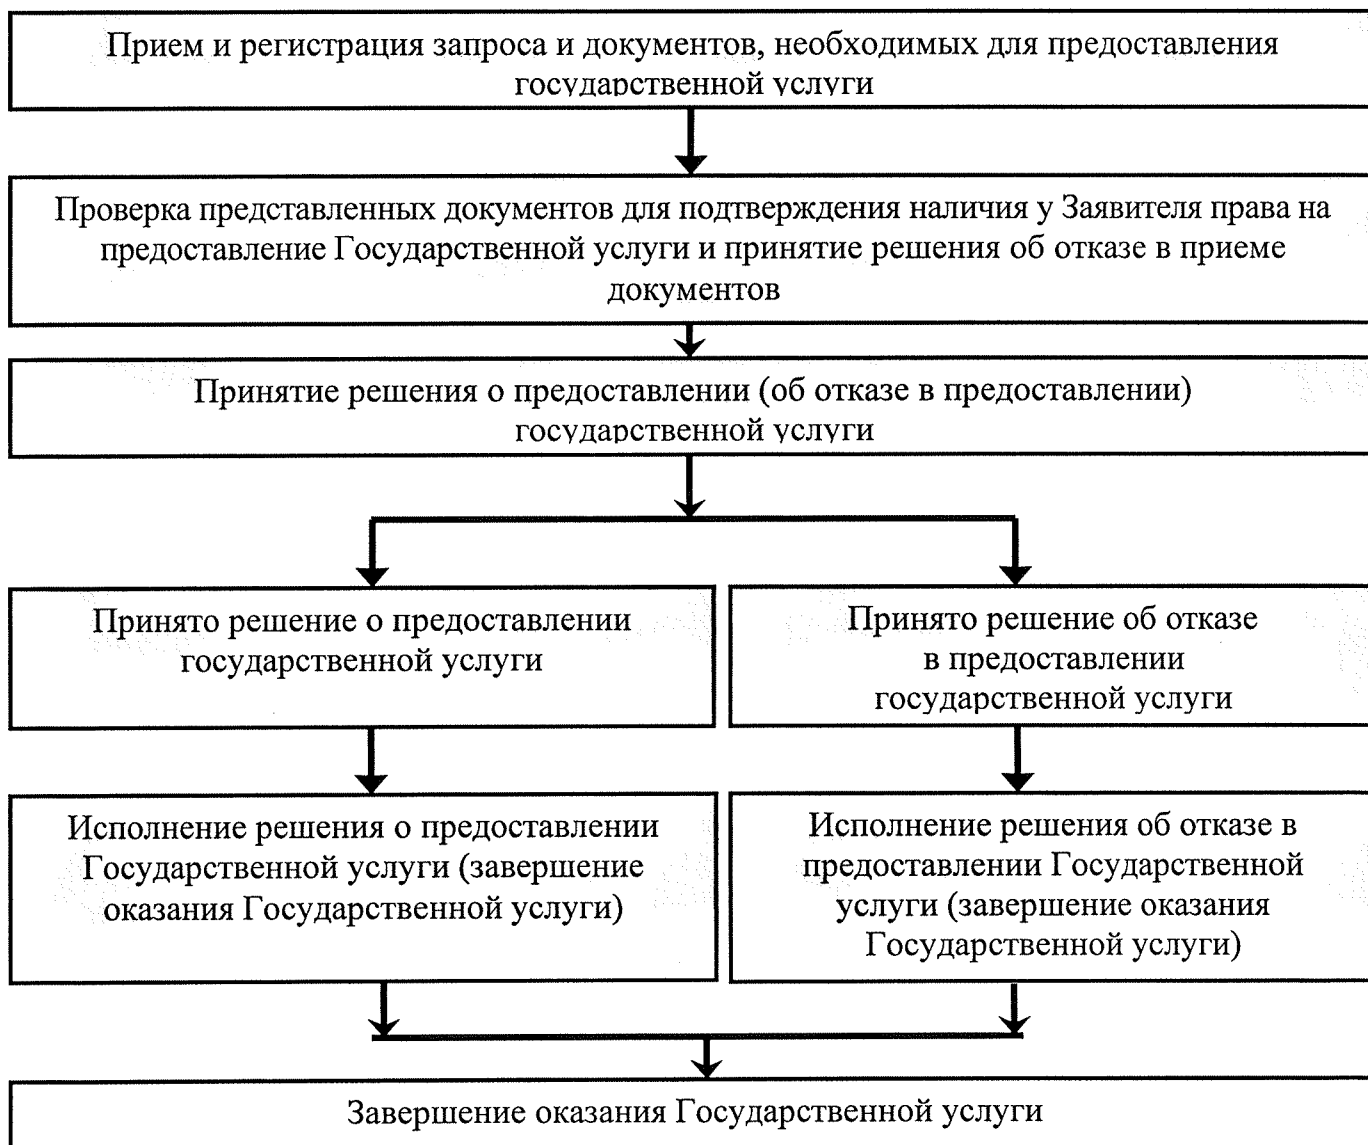 Прием и регистрация запроса и документов, необходимых для предоставления
государственной услуги
Проверка представленных документов для подтверждения наличия у Заявителя права на
предоставление Государственной услуги и принятие решения об отказе в приеме
документов
Принятие решения о предоставлении (об отказе в предоставлении)
государственной услуги
Принято решение о предоставлении
государственной услуги
Принято решение об отказе
в предоставлении
государственной услуги
Исполнение решения о предоставлении
Государственной услуги (завершение
оказания Государственной услуги)
Исполнение решения об отказе в
предоставлении Государственной
услуги (завершение оказания
Государственной услуги)
Завершение оказания Государственной услуги